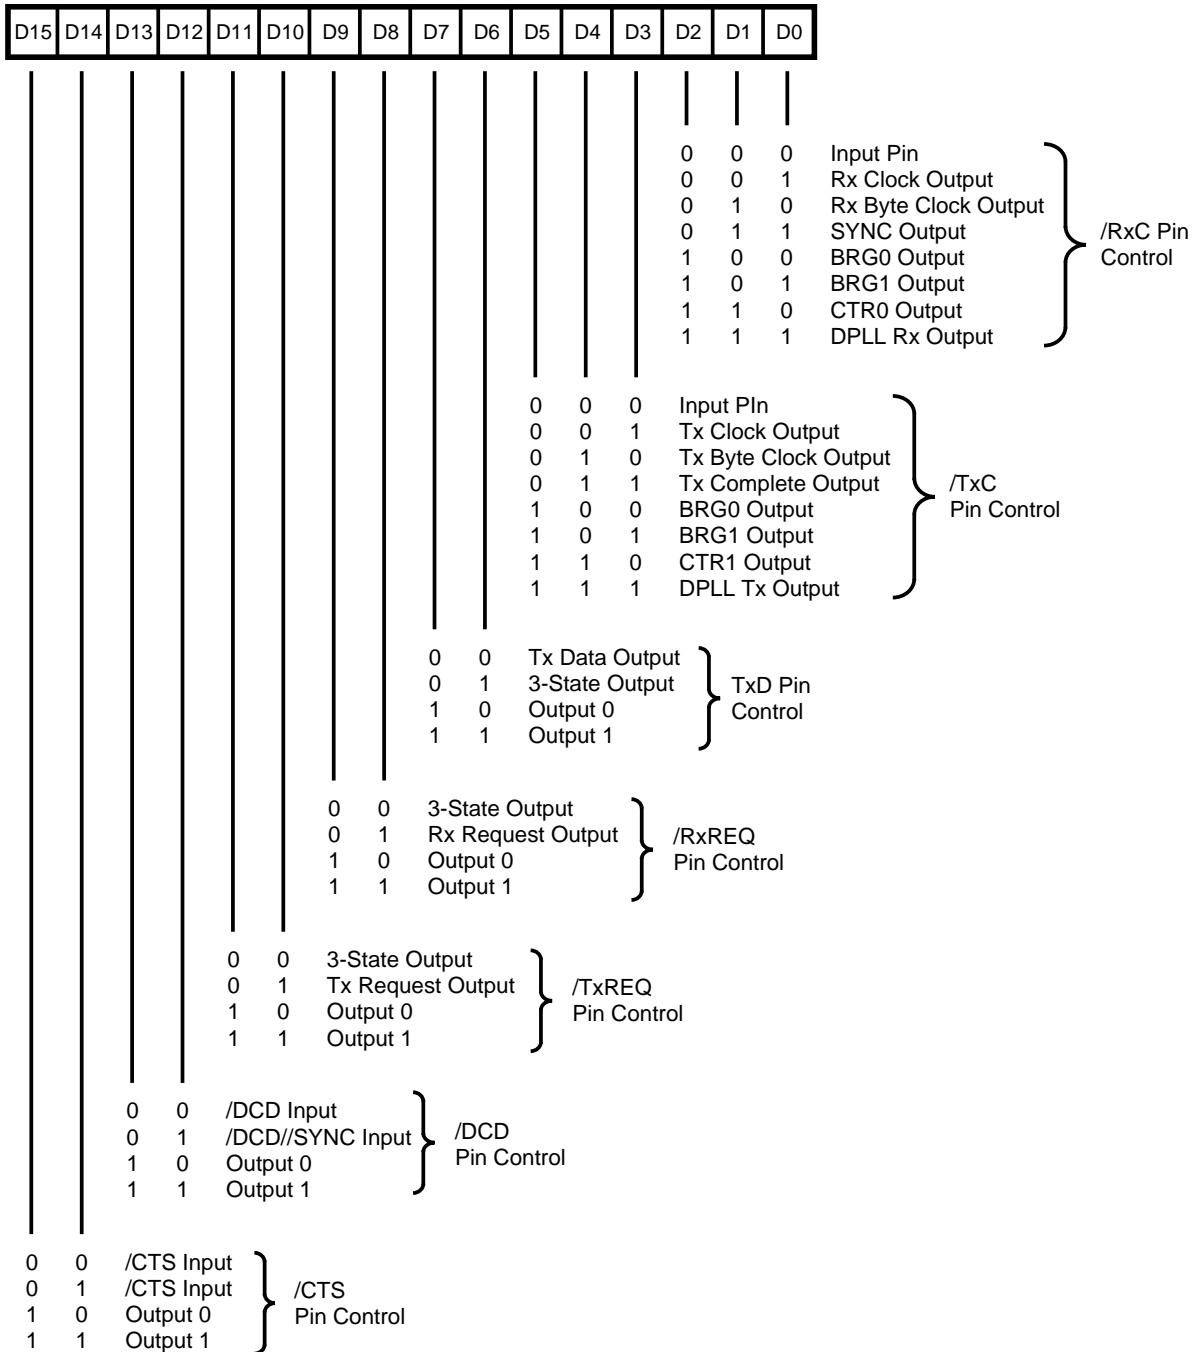 D15 D14 D13 D12 D11 D10 D9 D8 D7 D6 D5 D4 D3 D2 D1 D0
0 0 0 Input Pin
0 0 1 Rx Clock Output
0 1 0 Rx Byte Clock Output
0 1 1 SYNC Output
1 0 0 BRG0 Output
1 0 1 BRG1 Output
1 1 0 CTR0 Output
1 1 1 DPLL Rx Output
/RxC Pin
Control
0 0 0 Input PIn
0 0 1 Tx Clock Output
0 1 0 Tx Byte Clock Output
0 1 1 Tx Complete Output
1 0 0 BRG0 Output
1 0 1 BRG1 Output
1 1 0 CTR1 Output
1 1 1 DPLL Tx Output
/TxC
Pin Control
0 0 Tx Data Output
0 1 3-State Output
1 0 Output 0
1 1 Output 1
TxD Pin
Control
0 0 3-State Output
0 1 Rx Request Output
1 0 Output 0
1 1 Output 1
/RxREQ
Pin Control
0 0 3-State Output
0 1 Tx Request Output
1 0 Output 0
1 1 Output 1
/TxREQ
Pin Control
0 0 /DCD Input
0 1 /DCD//SYNC Input
1 0 Output 0
1 1 Output 1
/DCD
Pin Control
0 0 /CTS Input
0 1 /CTS Input
1 0 Output 0
1 1 Output 1
/CTS
Pin Control